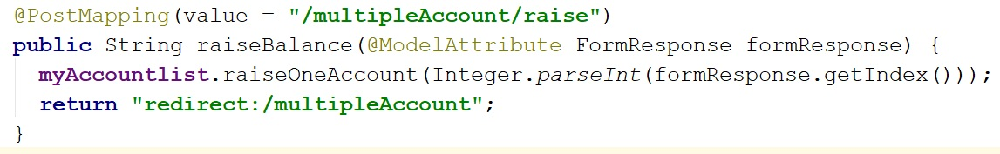 @PostMapping(value = "/multipleAccount/raise")
public String raiseBalance(@ModelAttribute FormResponse formResponse) {
  myAccountlist.raiseOneAccount(Integer.parseInt(formResponse.getIndex()));
  return "redirect:/multipleAccount";
}